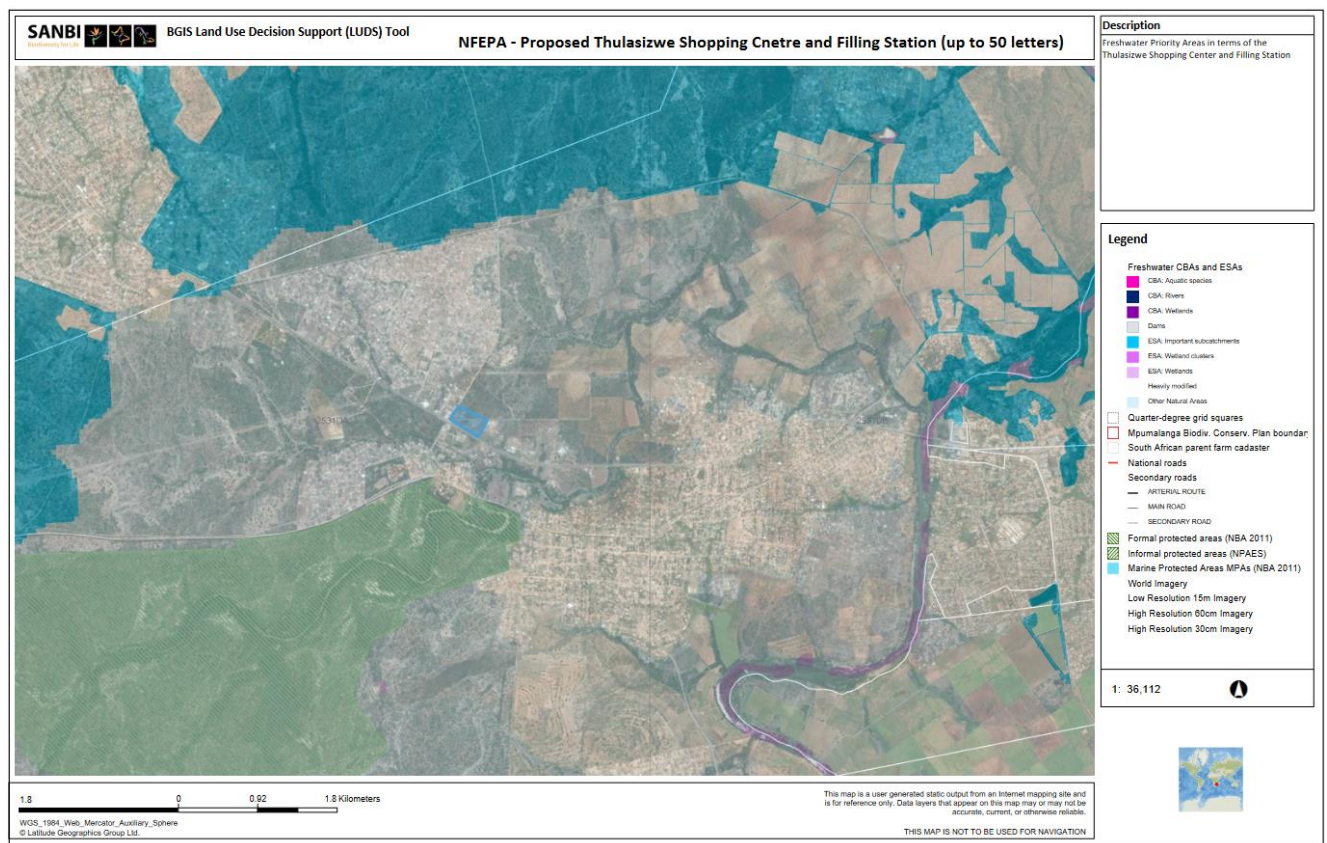 SANBI
Biodiversity for Life
BGIS Land Use Decision Support (LUDS) Tool
NFEPA - Proposed Thulasizwe Shopping Cnetre and Filling Station (up to 50 letters)
Description
Freshwater Priority Areas in terms of the
Thulasizwe Shopping Center and Filling Station
Legend
Freshwater CBAs and ESAs
CBA: Aquatic species
CBA: Rivers
CBA: Wetlands
Dams
ESA: Important subcatchments
ESA: Wetland clusters
ESA: Wetlands
Heavily modified
Other Natural Areas
Quarter-degree grid squares
Mpumalanga Biodiv. Conserv. Plan boundar
South African parent farm cadaster
National roads
Secondary roads
ARTERIAL ROUTE
MAIN ROAD
SECONDARY ROAD
Formal protected areas (NBA 2011)
Informal protected areas (NPAES)
Marine Protected Areas MPAs (NBA 2011)
World Imagery
Low Resolution 15m Imagery
High Resolution 60cm Imagery
High Resolution 30cm Imagery
1: 36,112
1.8 0 0.92 1.8 Kilometers
WGS_1984_Web_Mercator_Auxiliary_Sphere
© Latitude Geographics Group Ltd.
This map is a user generated static output from an Internet mapping site and
is for reference only. Data layers that appear on this map may or may not be
accurate, current, or otherwise reliable.
THIS MAP IS NOT TO BE USED FOR NAVIGATION